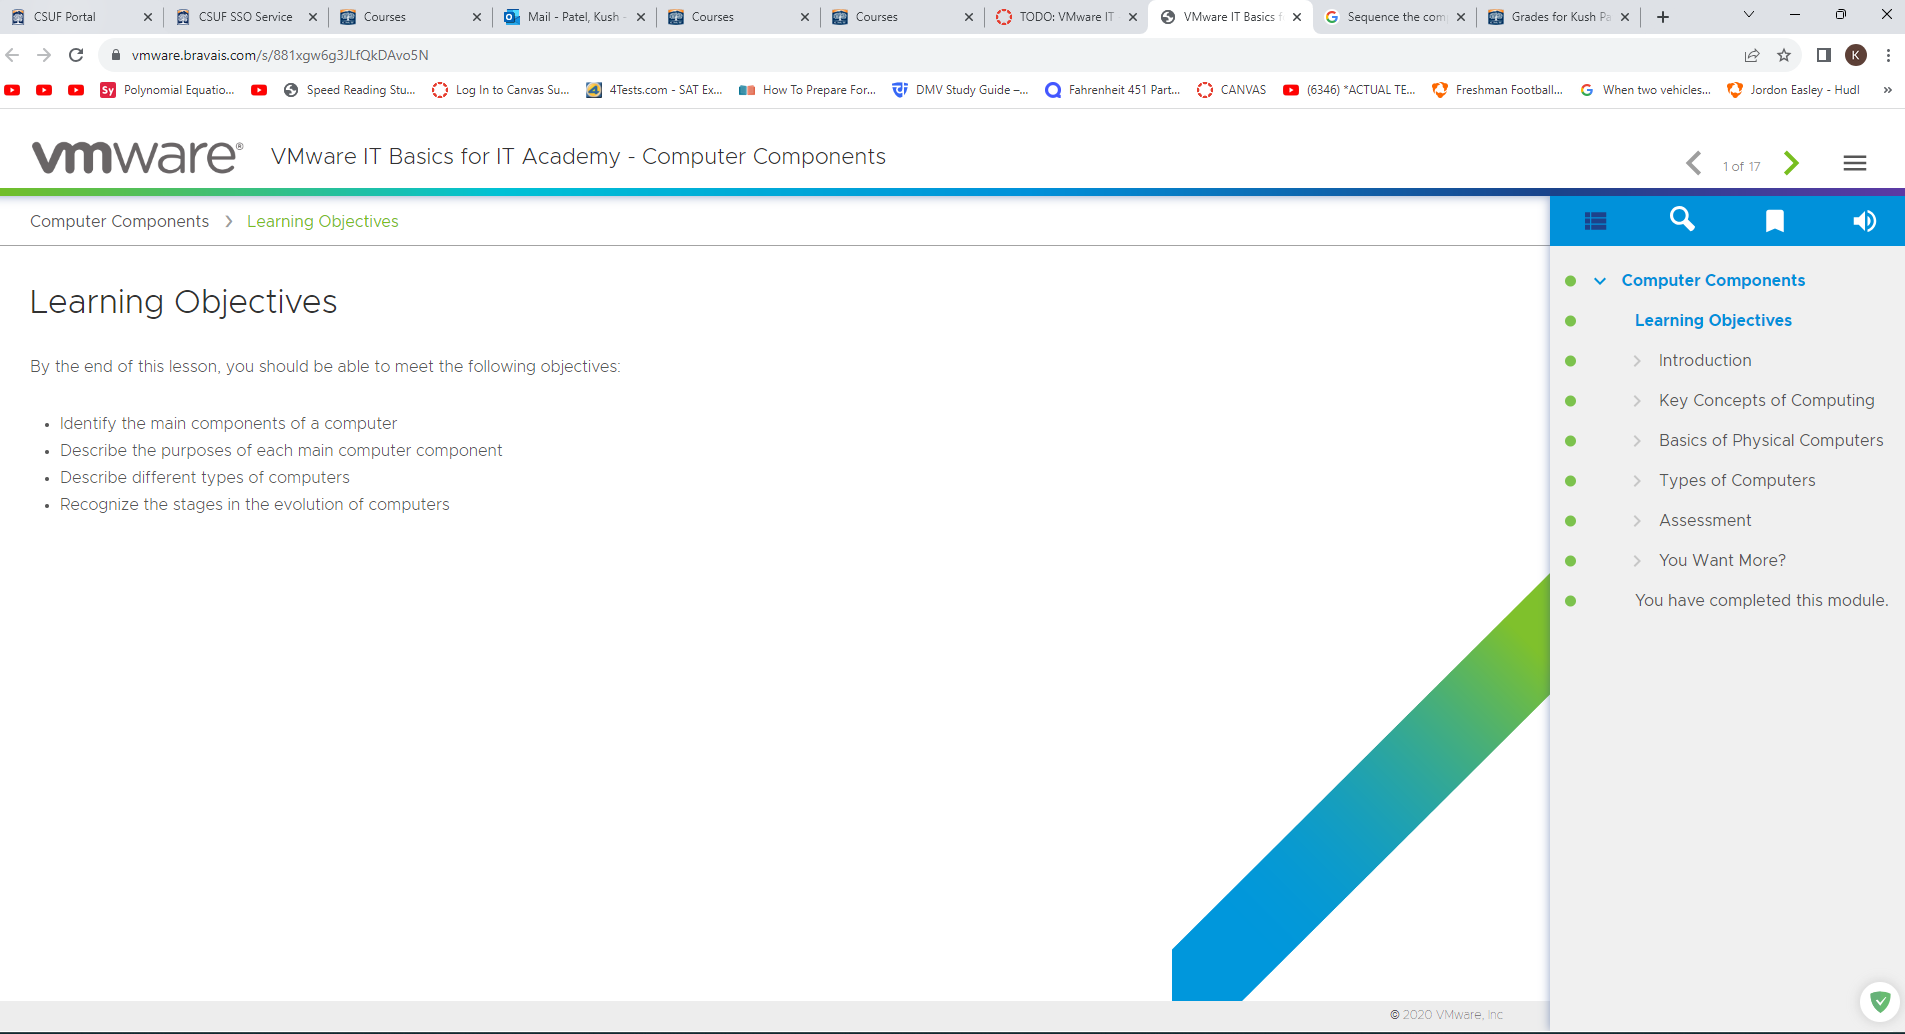 CSUF Portal
CSUF SSO Service
Courses
Mail - Patel, Kush -
Courses
Courses
TODO: VMware IT
VMware IT Basics f
Sequence the com
Grades for Kush Pa
vmware.bravais.com/s/881xgw6g3JLfQkDAvo5N
K
Sy Polynomial Equatio...
Speed Reading Stu...
Log In to Canvas Su...
4Tests.com - SAT Ex...
How To Prepare For...
DMV Study Guide –...
Fahrenheit 451 Part...
CANVAS
(6346) *ACTUAL TE...
Freshman Football...
When two vehicles...
Jordon Easley - Hudl
»
vmware® VMware IT Basics for IT Academy - Computer Components
1 of 17
Computer Components > Learning Objectives
Learning Objectives
By the end of this lesson, you should be able to meet the following objectives:
• Identify the main components of a computer
• Describe the purposes of each main computer component
• Describe different types of computers
• Recognize the stages in the evolution of computers
Computer Components
Learning Objectives
Introduction
Key Concepts of Computing
Basics of Physical Computers
Types of Computers
Assessment
You Want More?
You have completed this module.
© 2020 VMware, Inc